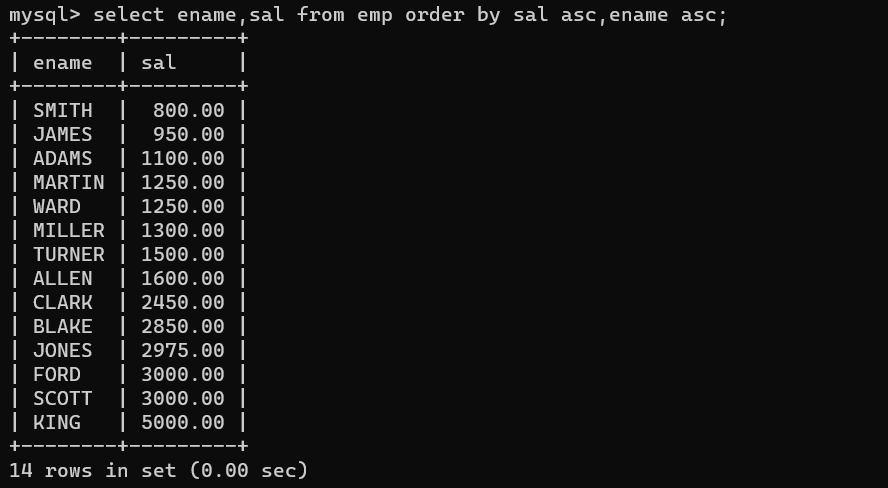 mysql> select ename,sal from emp order by sal asc,ename asc;
+--------+---------+
| ename  | sal     |
+--------+---------+
| SMITH  |  800.00 |
| JAMES  |  950.00 |
| ADAMS  | 1100.00 |
| MARTIN | 1250.00 |
| WARD   | 1250.00 |
| MILLER | 1300.00 |
| TURNER | 1500.00 |
| ALLEN  | 1600.00 |
| CLARK  | 2450.00 |
| BLAKE  | 2850.00 |
| JONES  | 2975.00 |
| FORD   | 3000.00 |
| SCOTT  | 3000.00 |
| KING   | 5000.00 |
+--------+---------+
14 rows in set (0.00 sec)